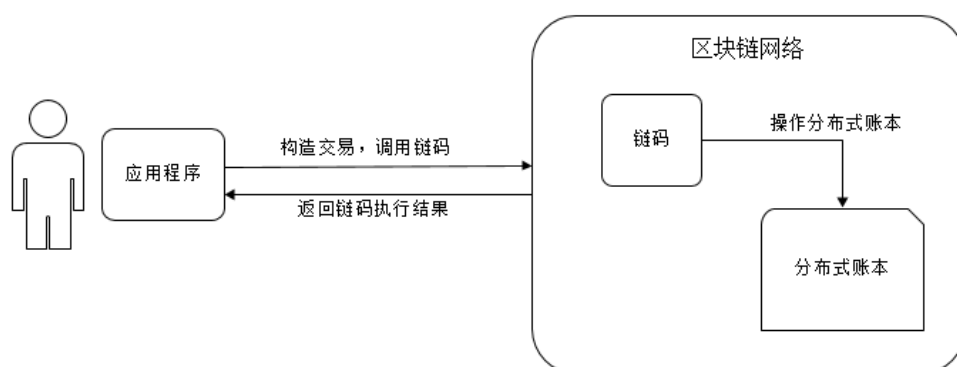 区块链网络
链码
操作分布式账本
构造交易，调用链码
应用程序
返回链码执行结果
分布式账本